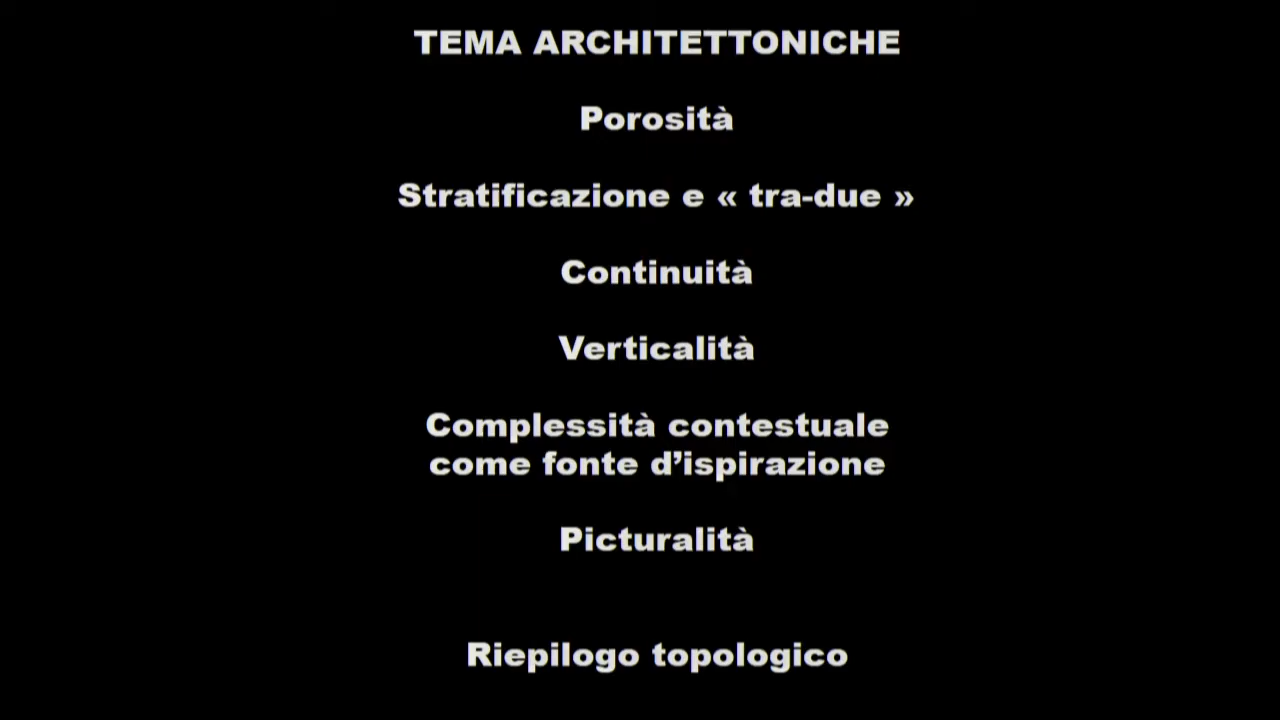 TEMA ARCHITETTONICHE
Porosità
Stratificazione e « tra-due »
Continuità
Verticalità
Complessità contestuale
come fonte d’ispirazione
Picturalità
Riepilogo topologico